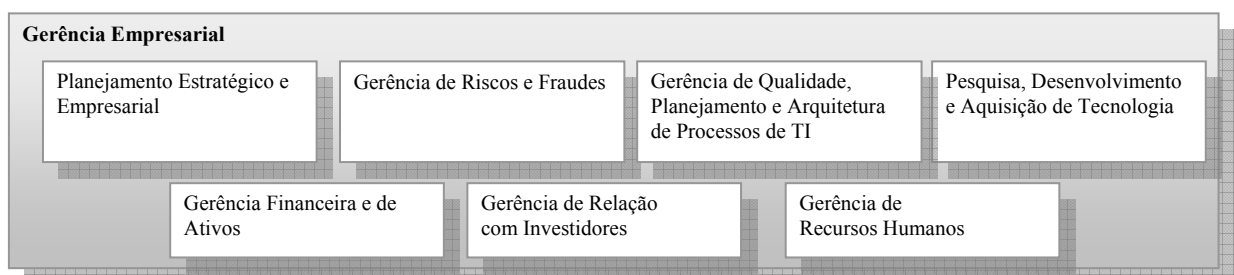 Gerência Empresarial
Planejamento Estratégico e
Empresarial
Gerência de Riscos e Fraudes
Gerência de Qualidade,
Planejamento e Arquitetura
de Processos de TI
Pesquisa, Desenvolvimento
e Aquisição de Tecnologia
Gerência Financeira e de
Ativos
Gerência de Relação
com Investidores
Gerência de
Recursos Humanos